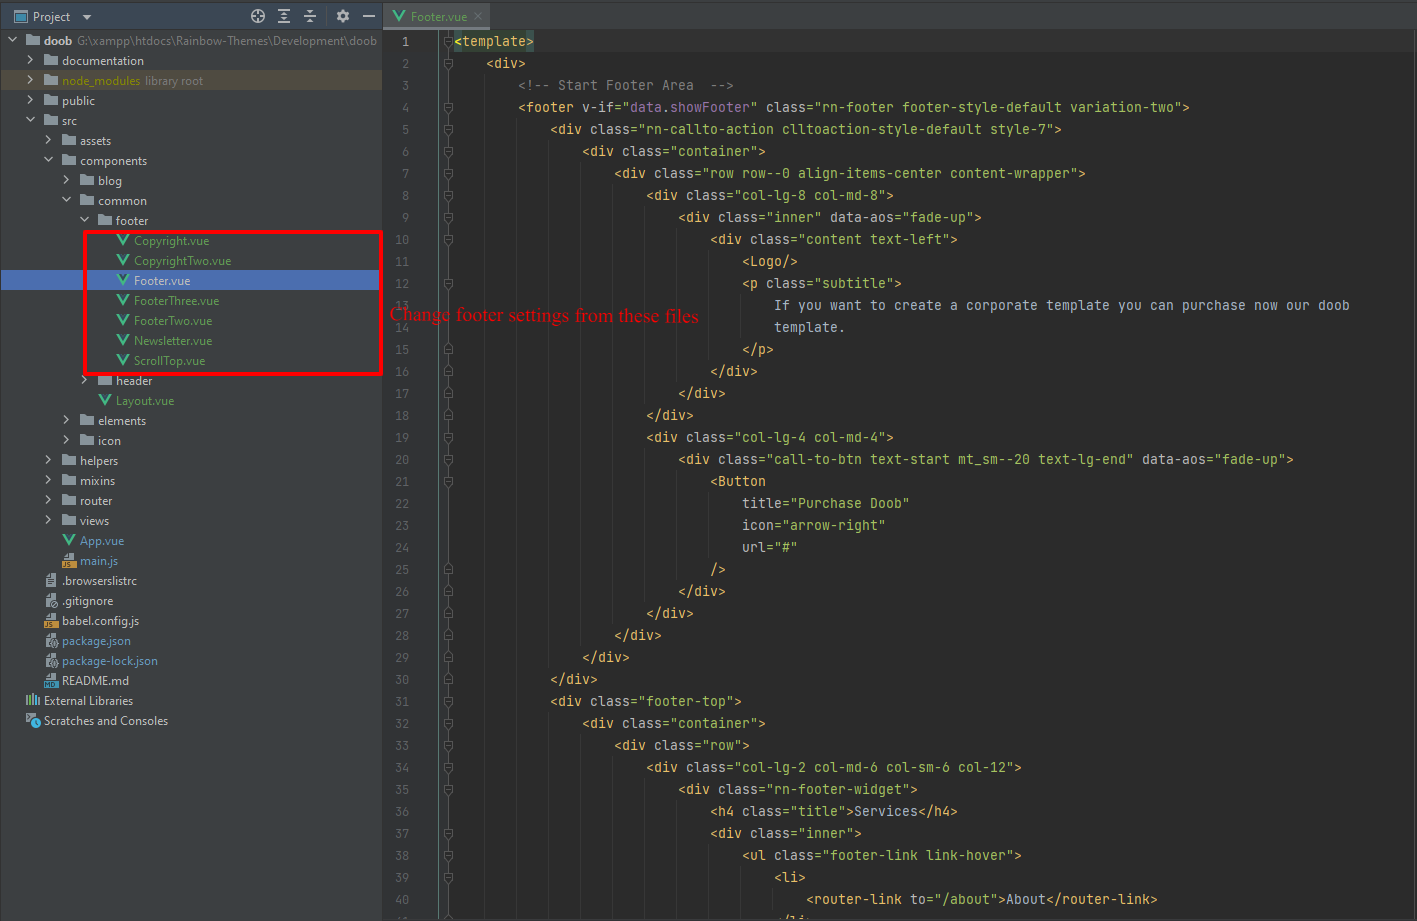 Project
doob G:\xampp\htdocs\Rainbow-Themes\Development\doob
documentation
node_modules library root
public
src
assets
components
blog
common
footer
Copyright.vue
CopyrightTwo.vue
Footer.vue
FooterThree.vue
FooterTwo.vue
Newsletter.vue
ScrollTop.vue
header
Layout.vue
elements
icon
helpers
mixins
router
views
App.vue
main.js
.browserslistrc
.gitignore
babel.config.js
package.json
package-lock.json
README.md
External Libraries
Scratches and Consoles
Change footer settings from these files
Footer.vue
1 <template>
2 <div>
3 <!-- Start Footer Area  -->
4 <footer v-if="data.showFooter" class="rn-footer footer-style-default variation-two">
5 <div class="rn-callto-action clltoaction-style-default style-7">
6 <div class="container">
7 <div class="row row--0 align-items-center content-wrapper">
8 <div class="col-lg-8 col-md-8">
9 <div class="inner" data-aos="fade-up">
10 <div class="content text-left">
11 <Logo/>
12 <p class="subtitle">
13 If you want to create a corporate template you can purchase now our doob
14 template.
15 </p>
16 </div>
17 </div>
18 </div>
19 <div class="col-lg-4 col-md-4">
20 <div class="call-to-btn text-start mt_sm--20 text-lg-end" data-aos="fade-up">
21 <Button
22 title="Purchase Doob"
23 icon="arrow-right"
24 url="#"
25 />
26 </div>
27 </div>
28 </div>
29 </div>
30 </div>
31 <div class="footer-top">
32 <div class="container">
33 <div class="row">
34 <div class="col-lg-2 col-md-6 col-sm-6 col-12">
35 <div class="rn-footer-widget">
36 <h4 class="title">Services</h4>
37 <div class="inner">
38 <ul class="footer-link link-hover">
39 <li>
40 <router-link to="/about">About</router-link>